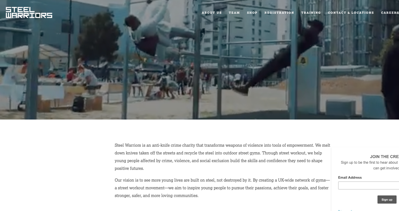 STEEL
WARRIORS
ABOUT US TEAM SHOP REGISTRATION TRAINING CONTACT & LOCATIONS CAREERS
Steel Warriors is an anti-knife crime charity that transforms weapons of violence into tools of empowerment. We melt
down knives taken off the streets and recycle the steel into outdoor street gyms. Through street workout, we help
young people affected by crime, violence, and social exclusion build the skills and confidence they need to shape
positive futures.
Our vision is to see more young lives are built on steel, not destroyed by it. By creating a UK-wide network of gyms—
a street workout movement—we aim to inspire young people to pursue their passions, achieve their goals, and foster
stronger, safer, and more loving communities.
JOIN THE CRE
Sign up to be the first to hear about
can get involved
Email Address
Sign up